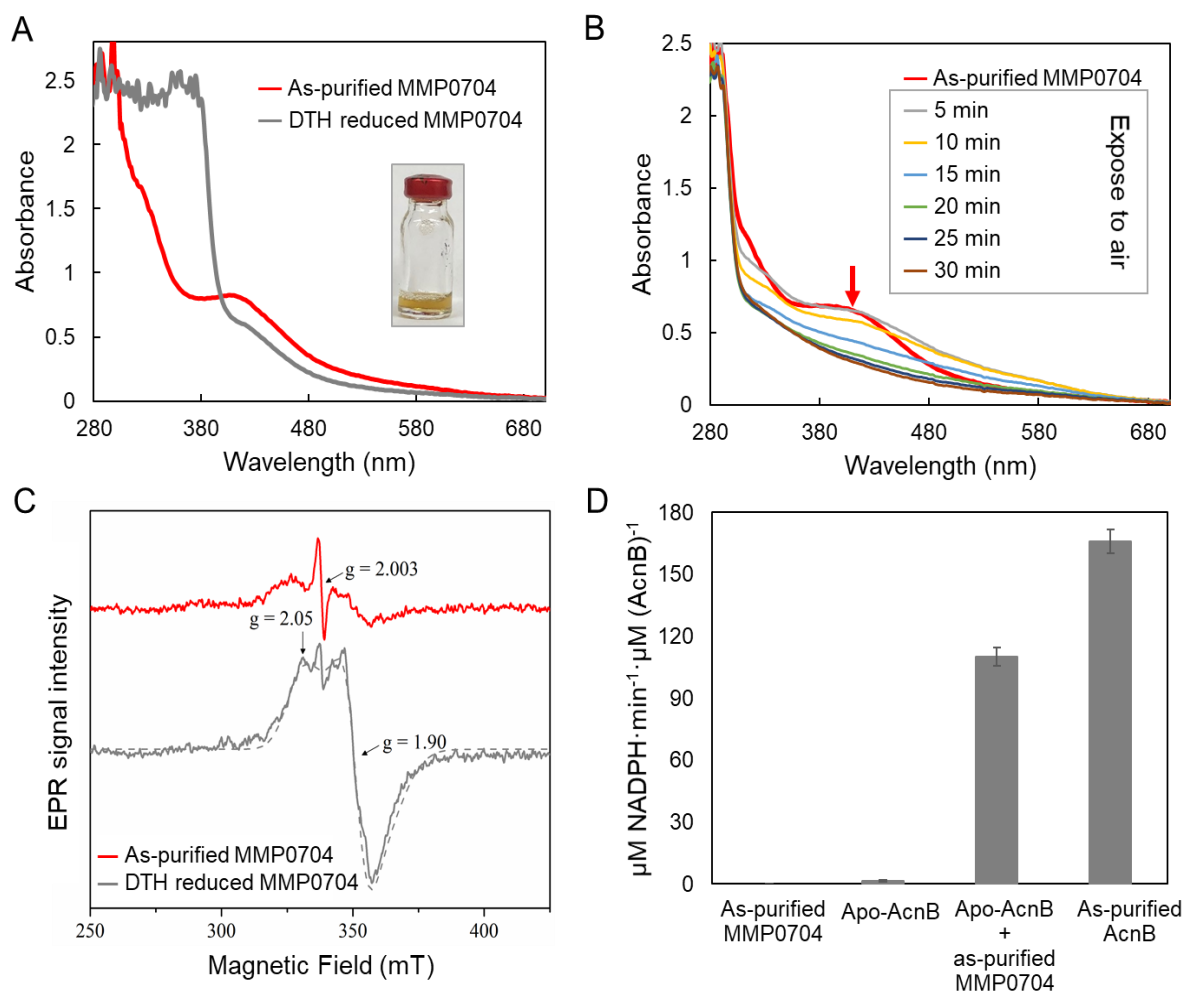 A
2.5
2
1.5
1
0.5
0
Absorbance
280
380
480
580
680
Wavelength (nm)
As-purified MMP0704
DTH reduced MMP0704
B
2.5
2
1.5
1
0.5
0
Absorbance
280
380
480
580
680
Wavelength (nm)
As-purified MMP0704
5 min
10 min
15 min
20 min
25 min
30 min
Expose to air
C
EPR signal intensity
g = 2.003
g = 2.05
g = 1.90
As-purified MMP0704
DTH reduced MMP0704
250
300
350
400
Magnetic Field (mT)
D
180
150
120
90
60
30
0
µM NADPH·min⁻¹·µM (AcnB)⁻¹
As-purified
MMP0704
Apo-AcnB
Apo-AcnB
+
as-purified
MMP0704
As-purified
AcnB